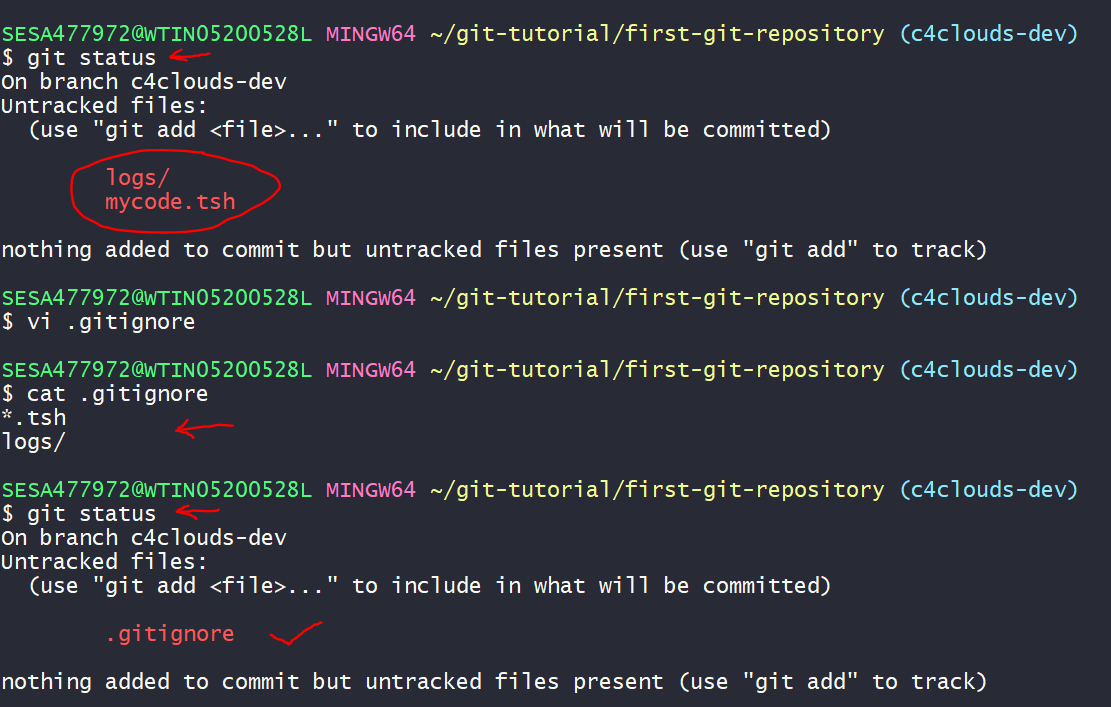 SESA477972@WTIN05200528L MINGW64 ~/git-tutorial/first-git-repository (c4clouds-dev)
$ git status
On branch c4clouds-dev
Untracked files:
  (use "git add <file>..." to include in what will be committed)
        logs/
        mycode.tsh
nothing added to commit but untracked files present (use "git add" to track)
SESA477972@WTIN05200528L MINGW64 ~/git-tutorial/first-git-repository (c4clouds-dev)
$ vi .gitignore
SESA477972@WTIN05200528L MINGW64 ~/git-tutorial/first-git-repository (c4clouds-dev)
$ cat .gitignore
*.tsh
logs/
SESA477972@WTIN05200528L MINGW64 ~/git-tutorial/first-git-repository (c4clouds-dev)
$ git status
On branch c4clouds-dev
Untracked files:
  (use "git add <file>..." to include in what will be committed)
        .gitignore
nothing added to commit but untracked files present (use "git add" to track)